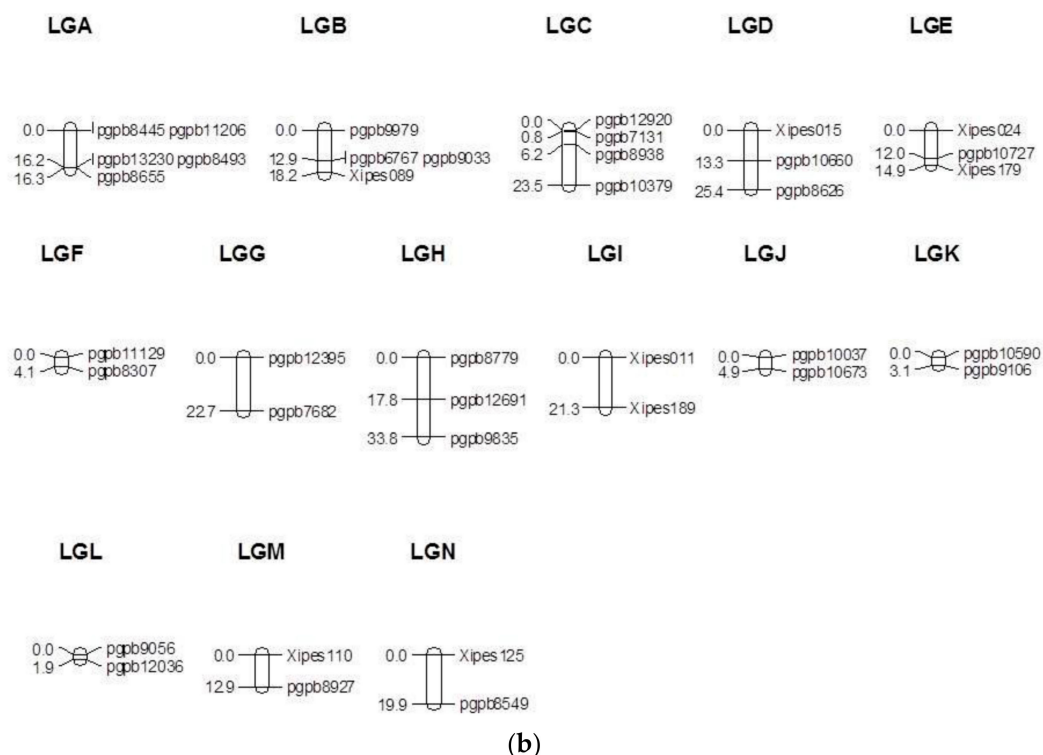 LGA LGB LGC LGD LGE
0.0 pgpb8445 pgpb11206
16.2 pgpb13230 pgpb8493
16.3 pgpb8655
0.0 pgpb9979
12.9 pgpb6767 pgpb9033
18.2 Xipes089
0.0 pgpb12920
0.8 pgpb7131
6.2 pgpb8938
23.5 pgpb10379
0.0 Xipes015
13.3 pgpb10660
25.4 pgpb8626
0.0 Xipes024
12.0 pgpb10727
14.9 Xipes179
LGF LGG LGH LGI LGJ LGK
0.0 pgpb11129
4.1 pgpb8307
0.0 pgpb12395
22.7 pgpb7682
0.0 pgpb8779
17.8 pgpb12691
33.8 pgpb9835
0.0 Xipes011
21.3 Xipes189
0.0 pgpb10037
4.9 pgpb10673
0.0 pgpb10590
3.1 pgpb9106
LGL LGM LGN
0.0 pgpb9056
1.9 pgpb12036
0.0 Xipes110
12.9 pgpb8927
0.0 Xipes125
19.9 pgpb8549
(b)